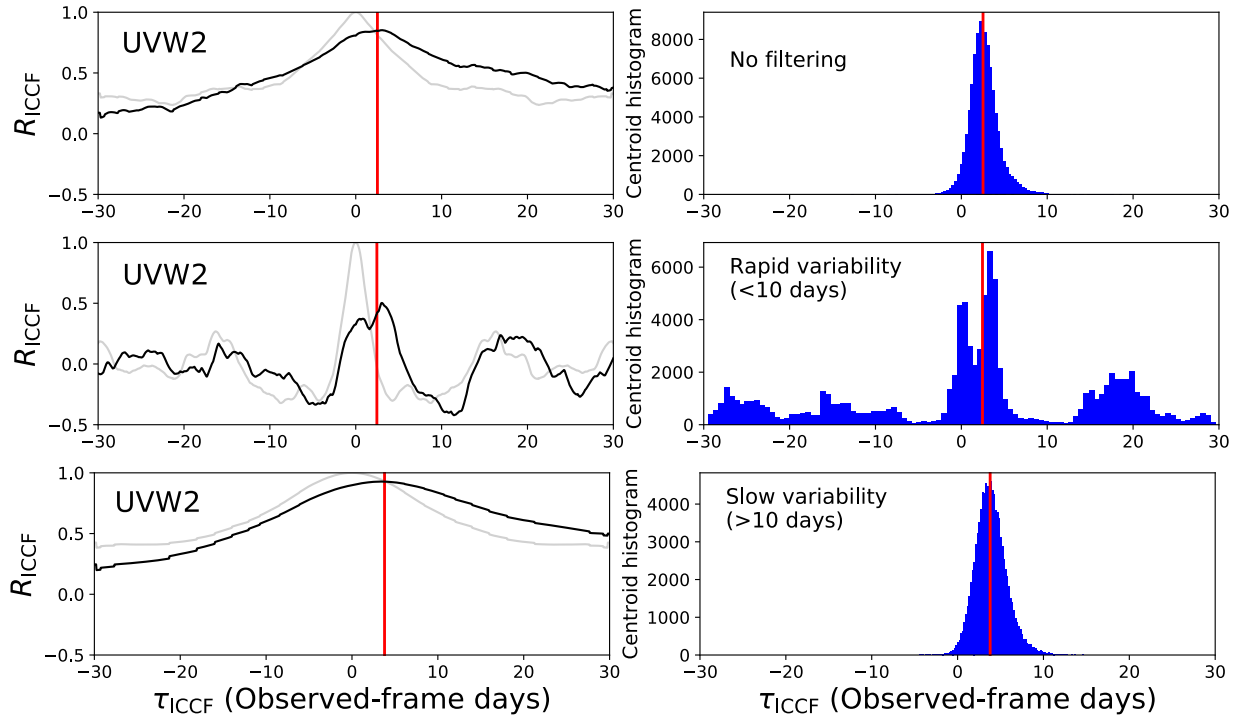 UVW2
R_ICCF
1.0
0.5
0.0
−0.5
−30 −20 −10 0 10 20 30
No filtering
Centroid histogram
8000
6000
4000
2000
0
−30 −20 −10 0 10 20 30
UVW2
R_ICCF
1.0
0.5
0.0
−0.5
−30 −20 −10 0 10 20 30
Rapid variability
(<10 days)
Centroid histogram
6000
4000
2000
0
−30 −20 −10 0 10 20 30
UVW2
R_ICCF
1.0
0.5
0.0
−0.5
−30 −20 −10 0 10 20 30
τ_ICCF (Observed-frame days)
Slow variability
(>10 days)
Centroid histogram
4000
3000
2000
1000
0
−30 −20 −10 0 10 20 30
τ_ICCF (Observed-frame days)